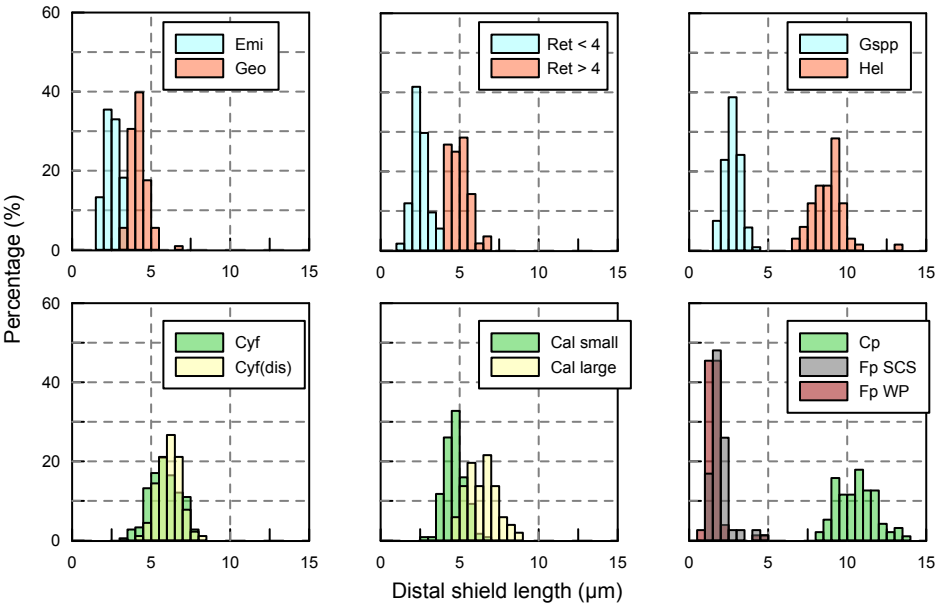 60
40
20
0
0 5 10 15
Emi
Geo
0 5 10 15
Ret < 4
Ret > 4
0 5 10 15
Gspp
Hel
Percentage (%)
60
40
20
0
0 5 10 15
Cyf
Cyf(dis)
0 5 10 15
Cal small
Cal large
0 5 10 15
Cp
Fp SCS
Fp WP
Distal shield length (μm)